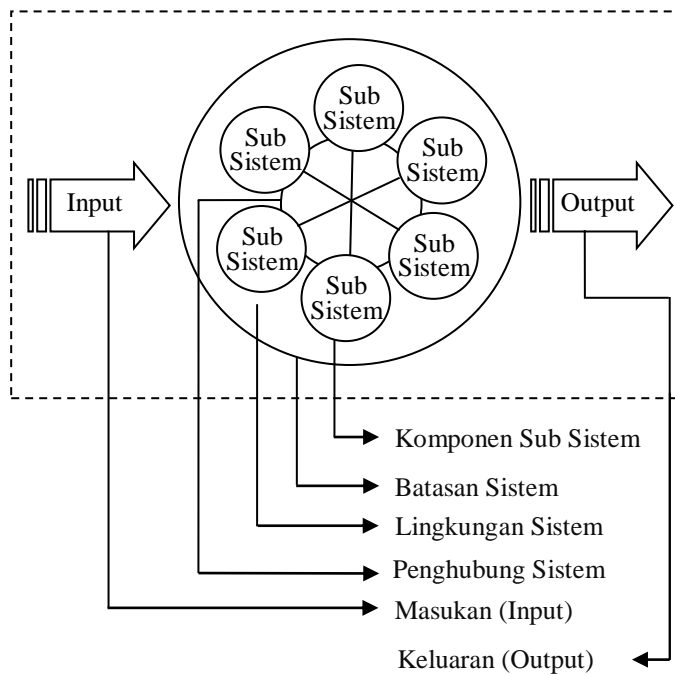 Sub
Sistem
Sub
Sistem
Sub
Sistem
Input
Output
Sub
Sistem
Sub
Sistem
Sub
Sistem
Komponen Sub Sistem
Batasan Sistem
Lingkungan Sistem
Penghubung Sistem
Masukan (Input)
Keluaran (Output)